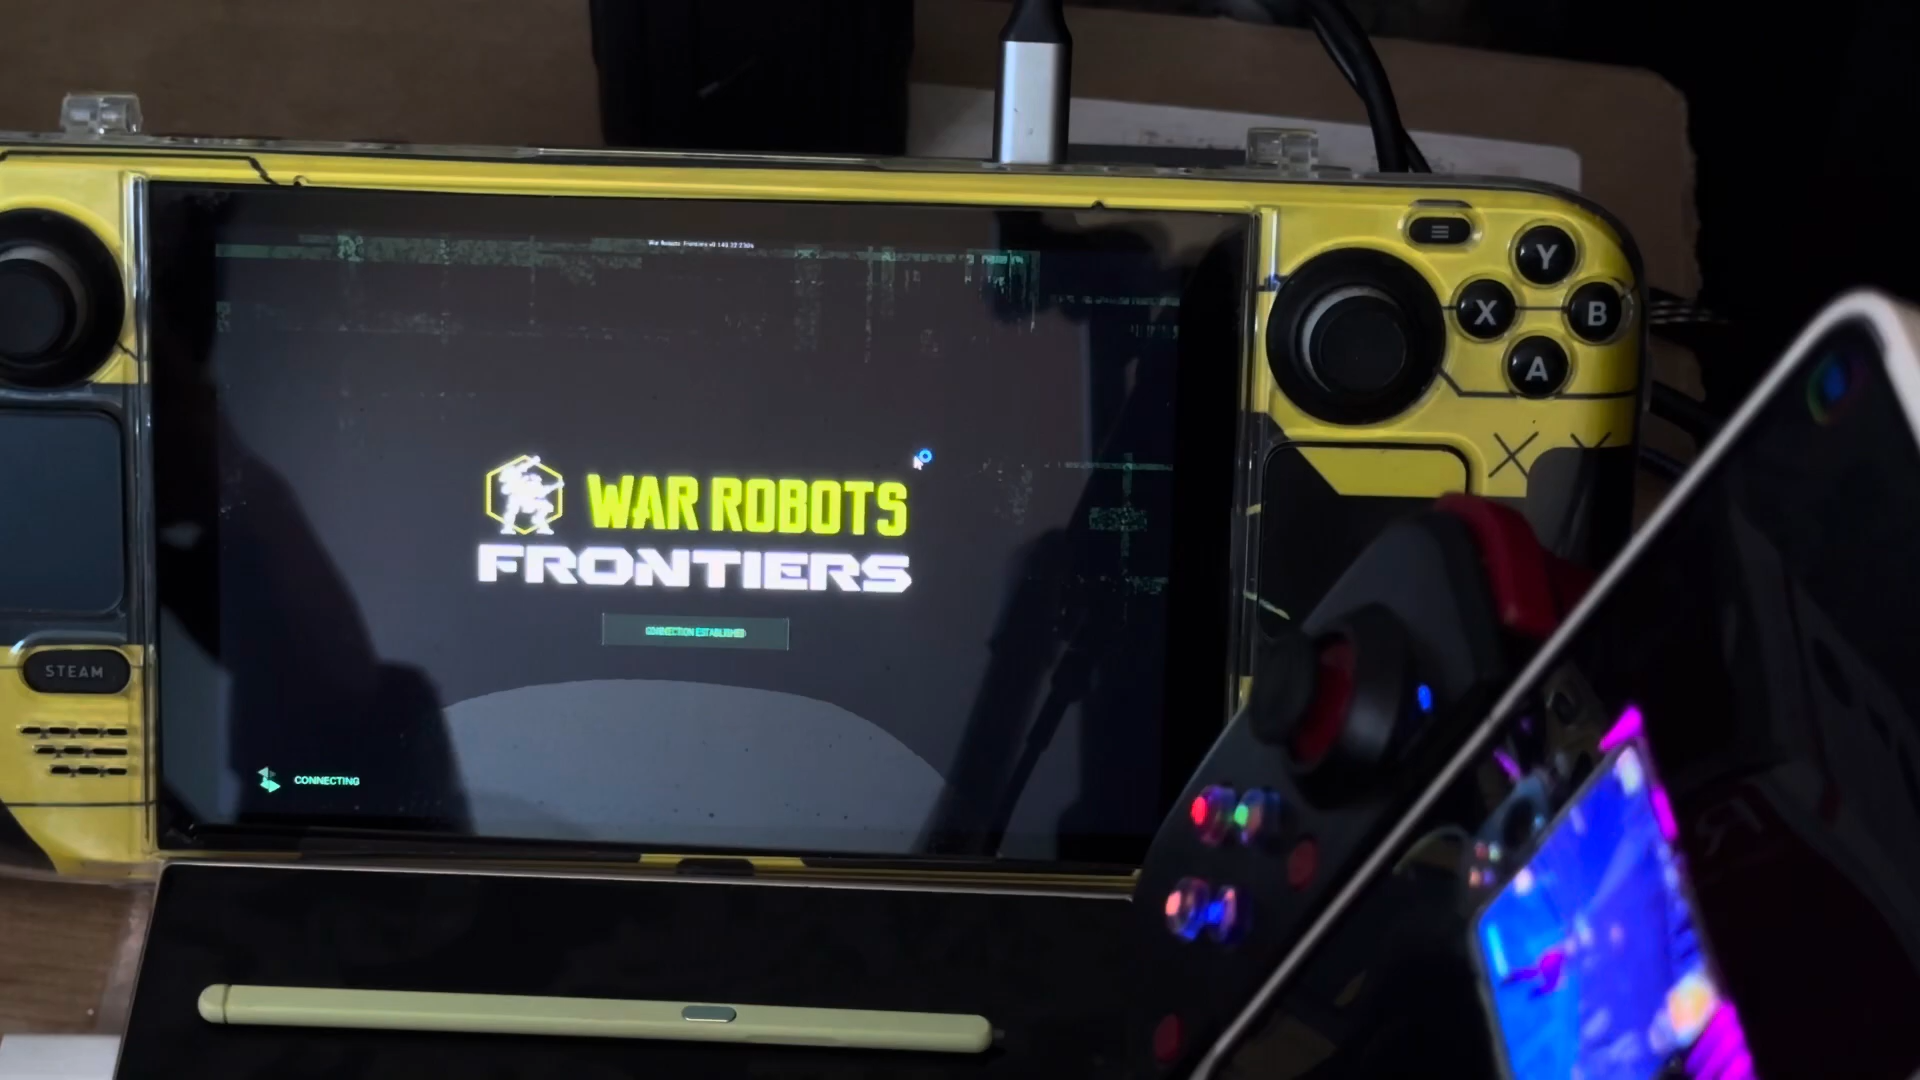 Y
X
B
A
WAR ROBOTS
FRONTIERS
CONNECTION ESTABLISHED
STEAM
CONNECTING